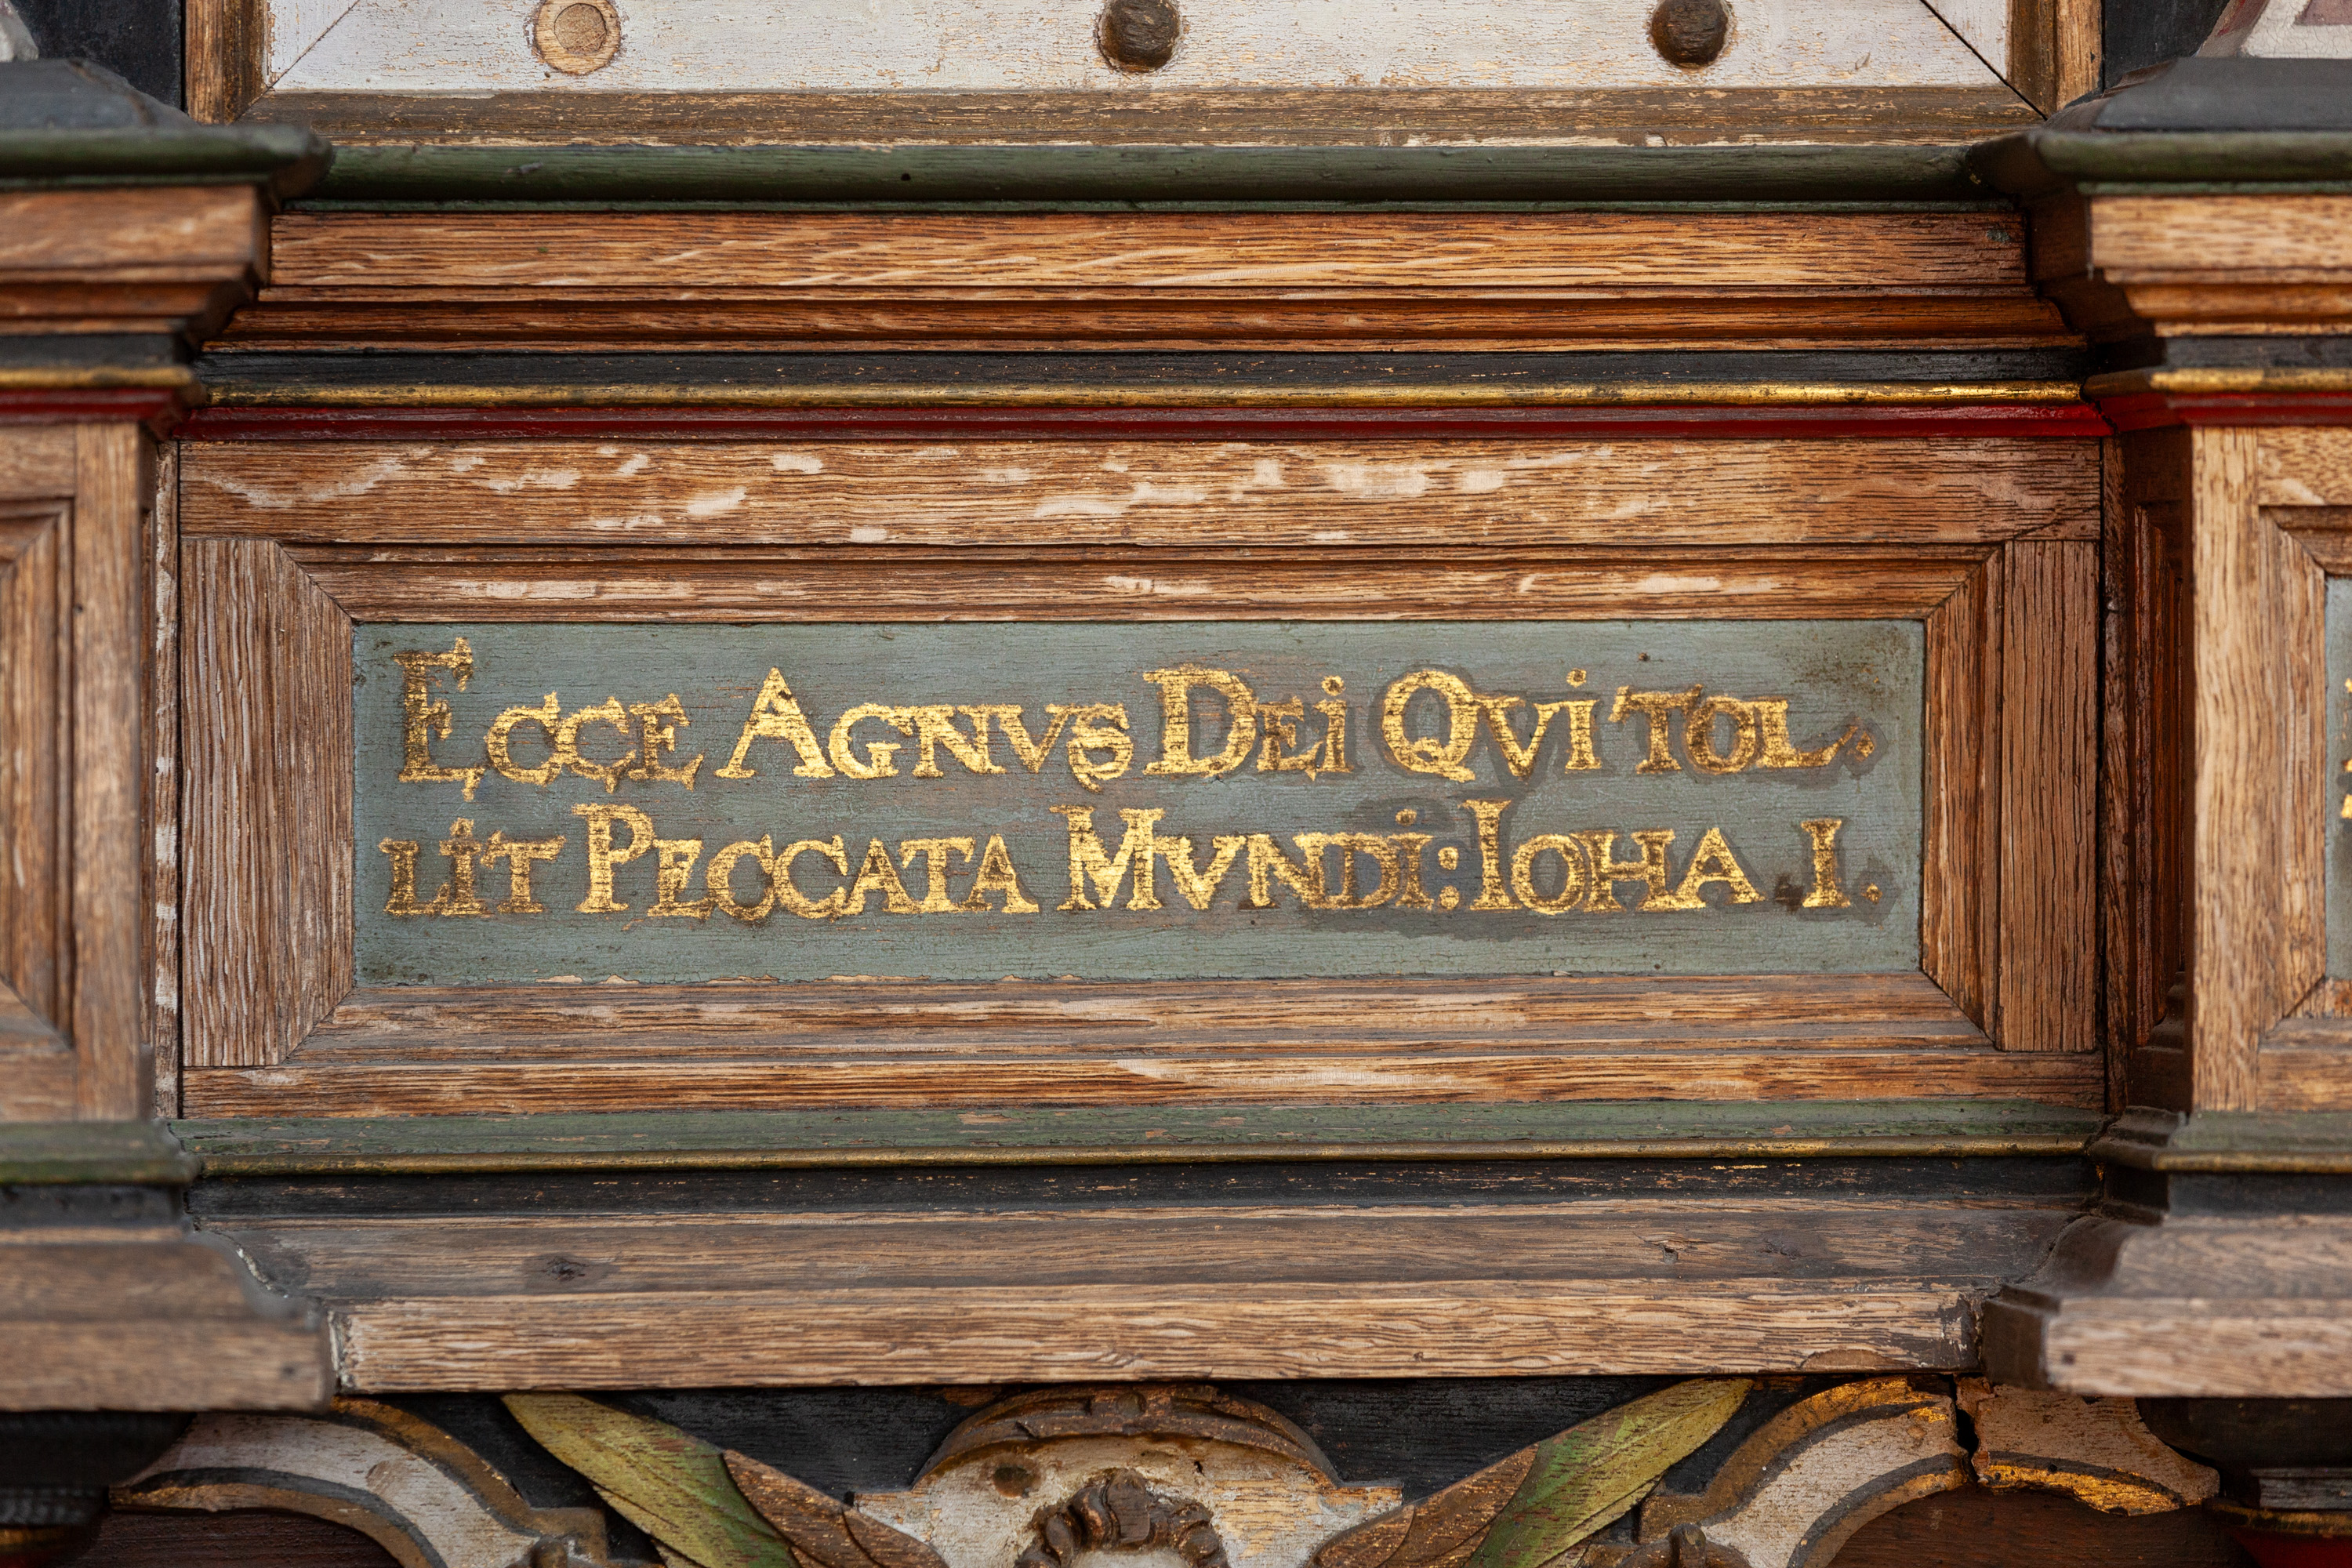 ECCE AGNVS DEI QVI TOL.
LIT PECCATA MVNDI: IOHA I.